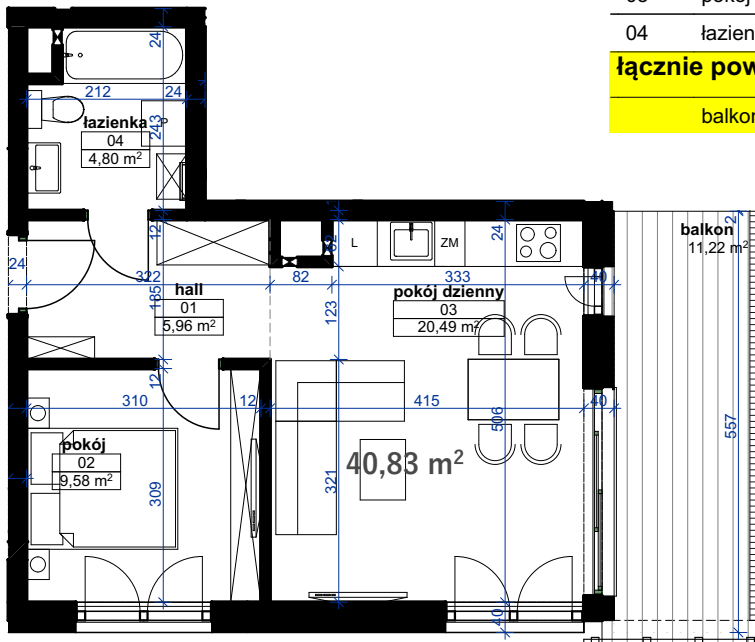 04 łazien
łącznie pow
balkon
24
212 24
łazienka
04
4,80 m²
243
12
24
L ZM
2
balkon
11,22 m²
24 322 82 333 40
hall
01
5,96 m²
185
123
pokój dzienny
03
20,49 m²
12
310 12 415 40
506
557
pokój
02
9,58 m²
309
40,83 m²
321
40